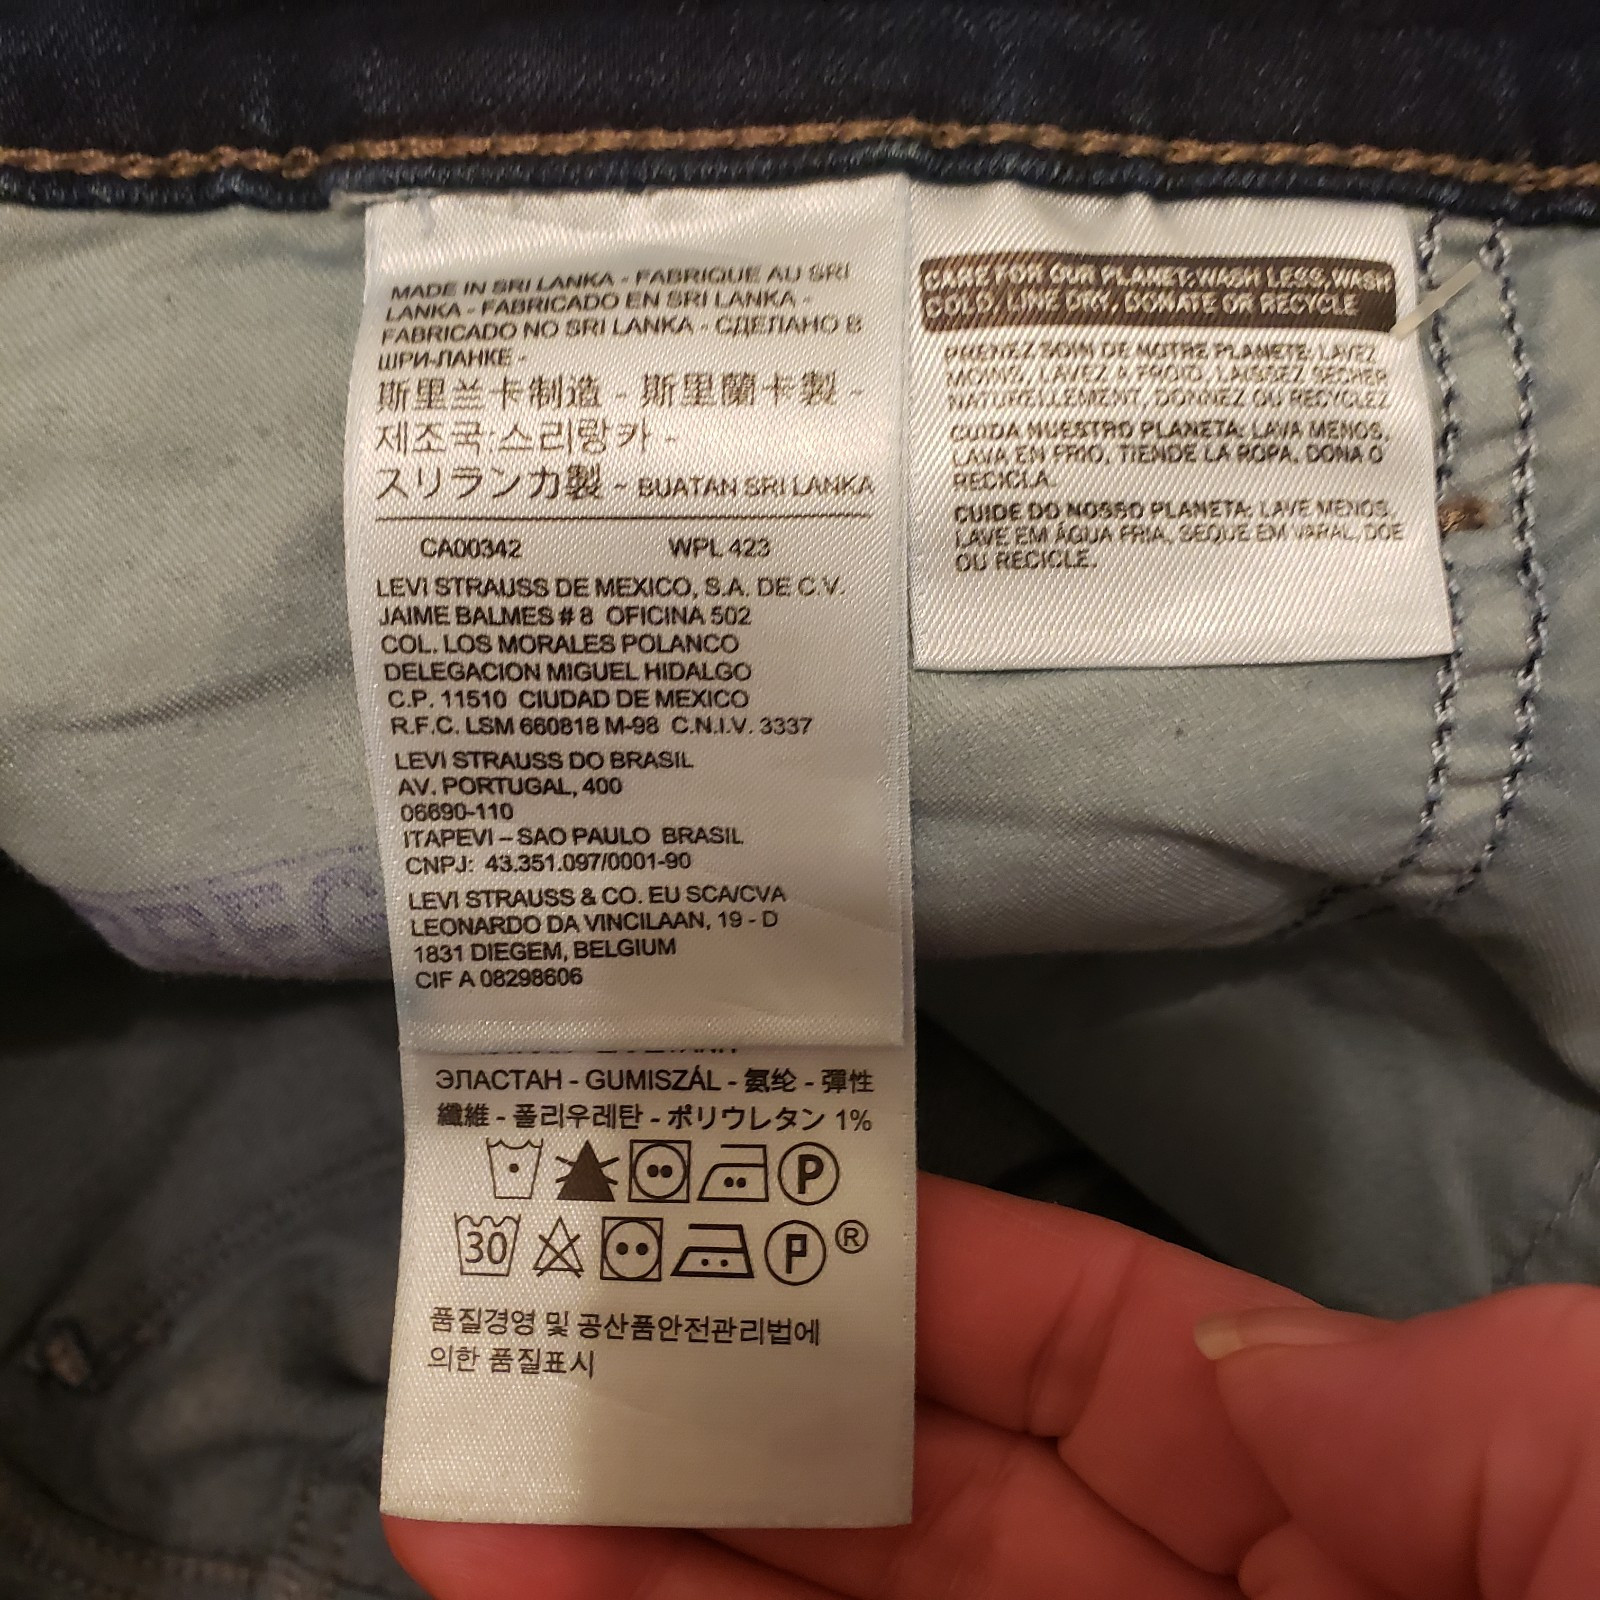 MADE IN SRI LANKA - FABRIQUE AU SRI
LANKA - FABRICADO EN SRI LANKA -
FABRICADO NO SRI LANKA - СДЕЛАНО В
ШРИ-ЛАНКЕ -
斯里兰卡制造 - 斯里蘭卡製 -
제조국:스리랑카 -
スリランカ製 - BUATAN SRI LANKA
CA00342 WPL 423
LEVI STRAUSS DE MEXICO, S.A. DE C.V.
JAIME BALMES # 8 OFICINA 502
COL. LOS MORALES POLANCO
DELEGACION MIGUEL HIDALGO
C.P. 11510 CIUDAD DE MEXICO
R.F.C. LSM 660818 M-98 C.N.I.V. 3337
LEVI STRAUSS DO BRASIL
AV. PORTUGAL, 400
06690-110
ITAPEVI – SAO PAULO BRASIL
CNPJ: 43.351.097/0001-90
LEVI STRAUSS & CO. EU SCA/CVA
LEONARDO DA VINCILAAN, 19 - D
1831 DIEGEM, BELGIUM
CIF A 08298606
ЭЛАСТАН - GUMISZÁL - 氨纶 - 彈性
纖維 - 폴리우레탄 - ポリウレタン 1%
P
30 P ®
품질경영 및 공산품안전관리법에
의한 품질표시
CARE FOR OUR PLANET: WASH LESS, WASH
COLD, LINE DRY, DONATE OR RECYCLE
PRENEZ SOIN DE NOTRE PLANETE: LAVEZ
MOINS, LAVEZ A FROID, LAISSEZ SECHER
NATURELLEMENT, DONNEZ OU RECYCLEZ
CUIDA NUESTRO PLANETA: LAVA MENOS,
LAVA EN FRIO, TIENDE LA ROPA, DONA O
RECICLA.
CUIDE DO NOSSO PLANETA: LAVE MENOS,
LAVE EM ÁGUA FRIA, SEQUE EM VARAL, DOE
OU RECICLE.